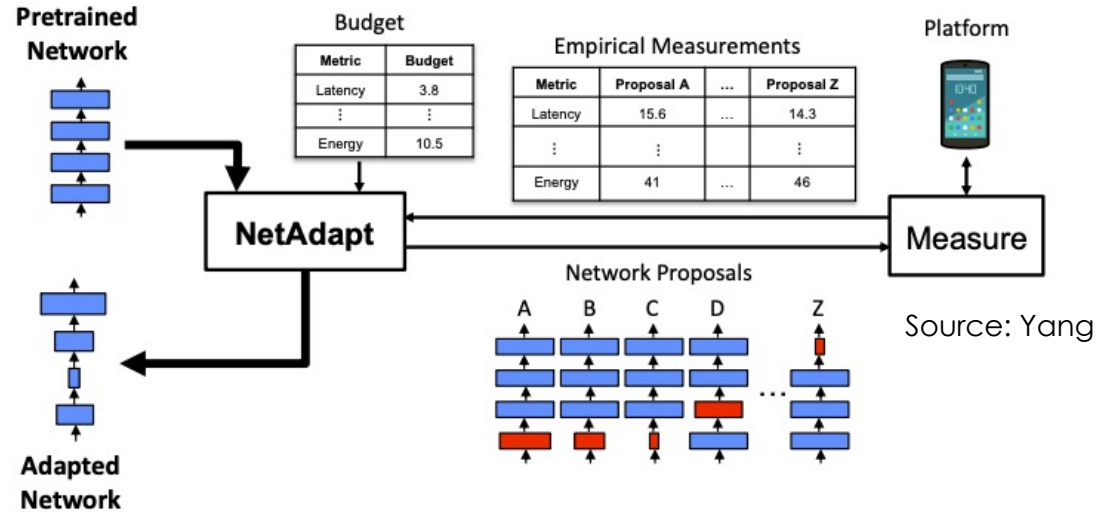 Pretrained
Network
Budget
Metric Budget
Latency 3.8
⋮ ⋮
Energy 10.5
Empirical Measurements
Metric Proposal A ... Proposal Z
Latency 15.6 ... 14.3
⋮ ⋮ ⋮
Energy 41 ... 46
Platform
10:40
NetAdapt
Measure
Network Proposals
A B C D Z
...
Source: Yang
Adapted
Network